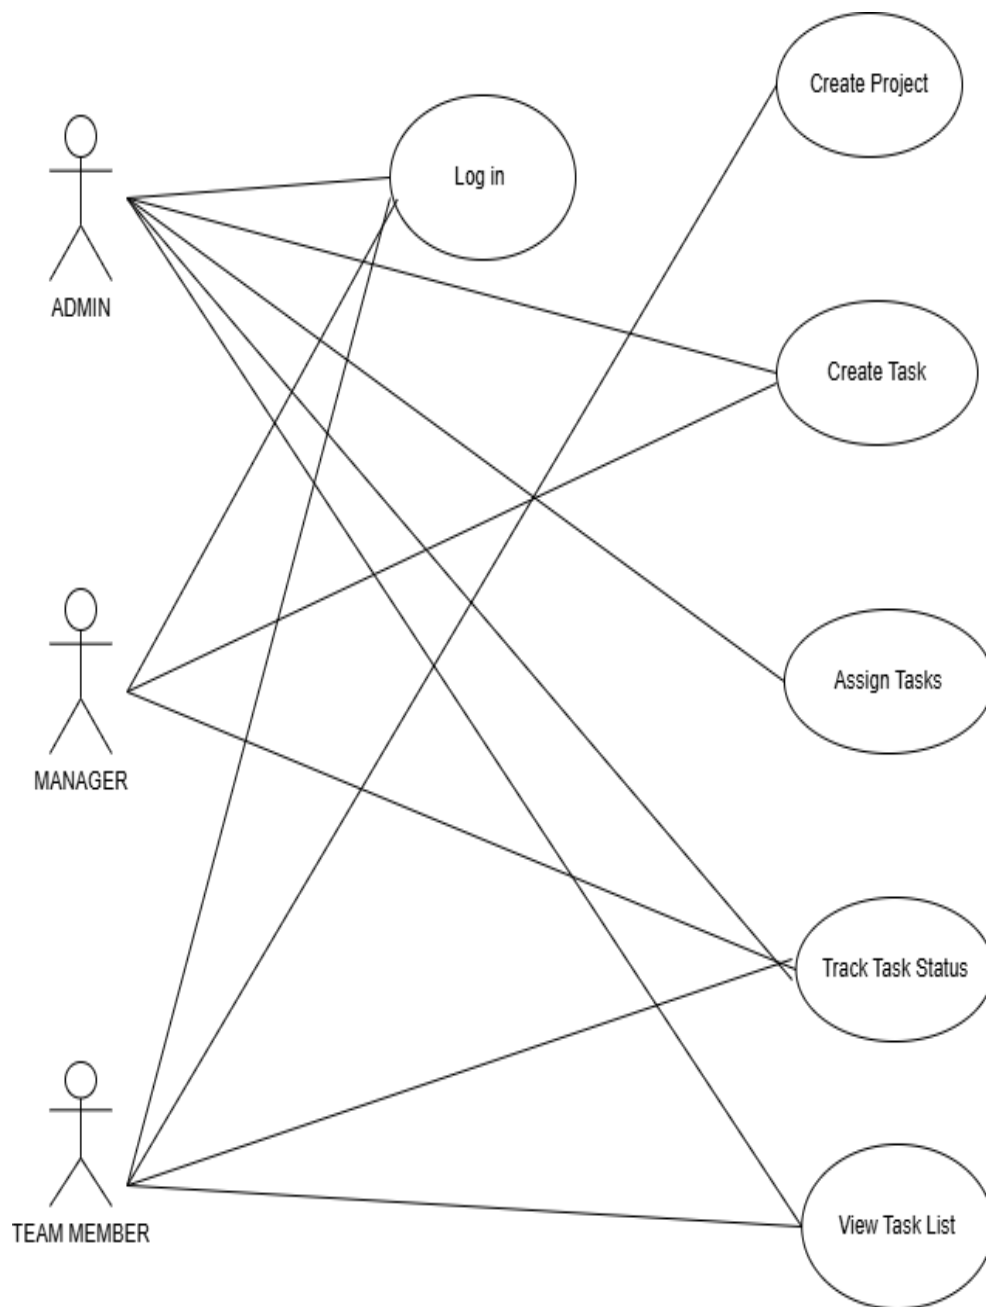 Create Project
Log in
ADMIN
Create Task
Assign Tasks
MANAGER
Track Task Status
View Task List
TEAM MEMBER